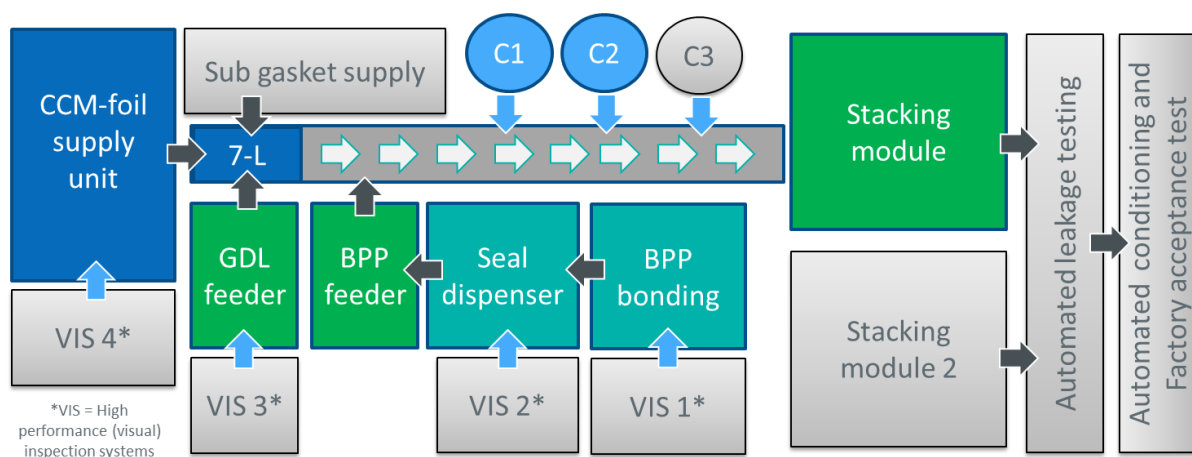 CCM-foil
supply
unit
Sub gasket supply
C1
C2
C3
7-L
GDL
feeder
BPP
feeder
Seal
dispenser
BPP
bonding
VIS 4*
VIS 3*
VIS 2*
VIS 1*
*VIS = High
performance (visual)
inspection systems
Stacking
module
Stacking
module 2
Automated leakage testing
Automated conditioning and
Factory acceptance test